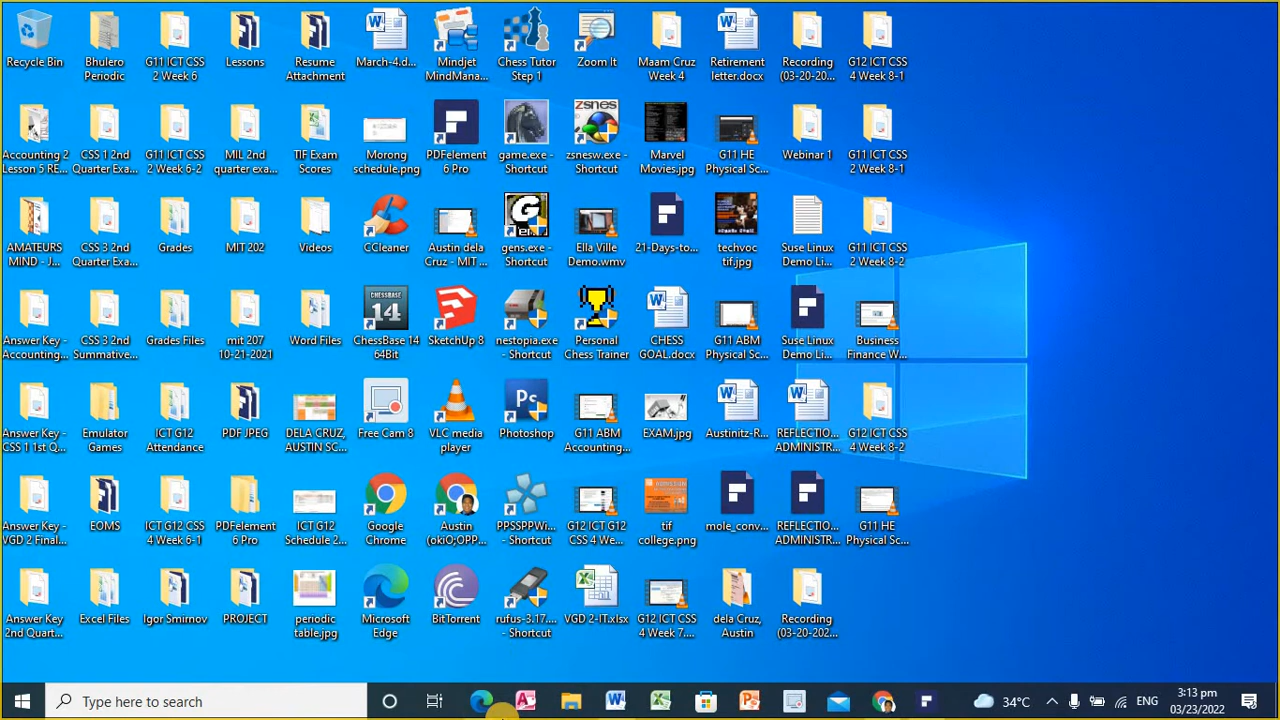 Recycle Bin
Bhulero
Periodic
G11 ICT CSS
2 Week 6
Lessons
Resume
Attachment
March-4.d...
Mindjet
MindMana...
Chess Tutor
Step 1
Zoom It
Maam Cruz
Week 4
Retirement
letter.docx
Recording
(03-20-20...
G12 ICT CSS
4 Week 8-1
Accounting 2
Lesson 5 RE...
CSS 1 2nd
Quarter Exa...
G11 ICT CSS
2 Week 6-2
MIL 2nd
quarter exa...
TIF Exam
Scores
Morong
schedule.png
PDFelement
6 Pro
game.exe -
Shortcut
zsnes
zsnesw.exe -
Shortcut
Marvel
Movies.jpg
G11 HE
Physical Sc...
Webinar 1
G11 ICT CSS
2 Week 8-1
AMATEURS
MIND - J...
CSS 3 2nd
Quarter Exa...
Grades
MIT 202
Videos
CCleaner
Austin dela
Cruz - MIT ...
gens.exe -
Shortcut
Ella Ville
Demo.wmv
21-Days-to...
techvoc
tif.jpg
Suse Linux
Demo Li...
G11 ICT CSS
2 Week 8-2
Answer Key -
Accounting...
CSS 3 2nd
Summative...
Grades Files
mit 207
10-21-2021
Word Files
CHESSBASE
14
ChessBase 14
64Bit
SketchUp 8
nestopia.exe
- Shortcut
Personal
Chess Trainer
CHESS
GOAL.docx
G11 ABM
Physical Sc...
Suse Linux
Demo Li...
Business
Finance W...
Answer Key -
CSS 1 1st Q...
Emulator
Games
ICT G12
Attendance
PDF JPEG
DELA CRUZ,
AUSTIN SC...
Free Cam 8
VLC media
player
Ps
Photoshop
G11 ABM
Accounting...
EXAM.jpg
Austinitz-R...
REFLECTIO...
ADMINISTR...
G12 ICT CSS
4 Week 8-2
Answer Key -
VGD 2 Final...
EOMS
ICT G12 CSS
4 Week 6-1
PDFelement
6 Pro
ICT G12
Schedule 2...
Google
Chrome
Austin
(okiO;OPP...
PPSSPPWi...
- Shortcut
G12 ICT G12
CSS 4 We...
tif
college.png
mole_conv...
REFLECTIO...
ADMINISTR...
G11 HE
Physical Sc...
Answer Key
2nd Quart...
Excel Files
Igor Smirnov
PROJECT
periodic
table.jpg
Microsoft
Edge
BitTorrent
rufus-3.17....
- Shortcut
VGD 2-IT.xlsx
G12 ICT CSS
4 Week 7....
dela Cruz,
Austin
Recording
(03-20-202...
Type here to search
34°C
ENG
3:13 pm
03/23/2022